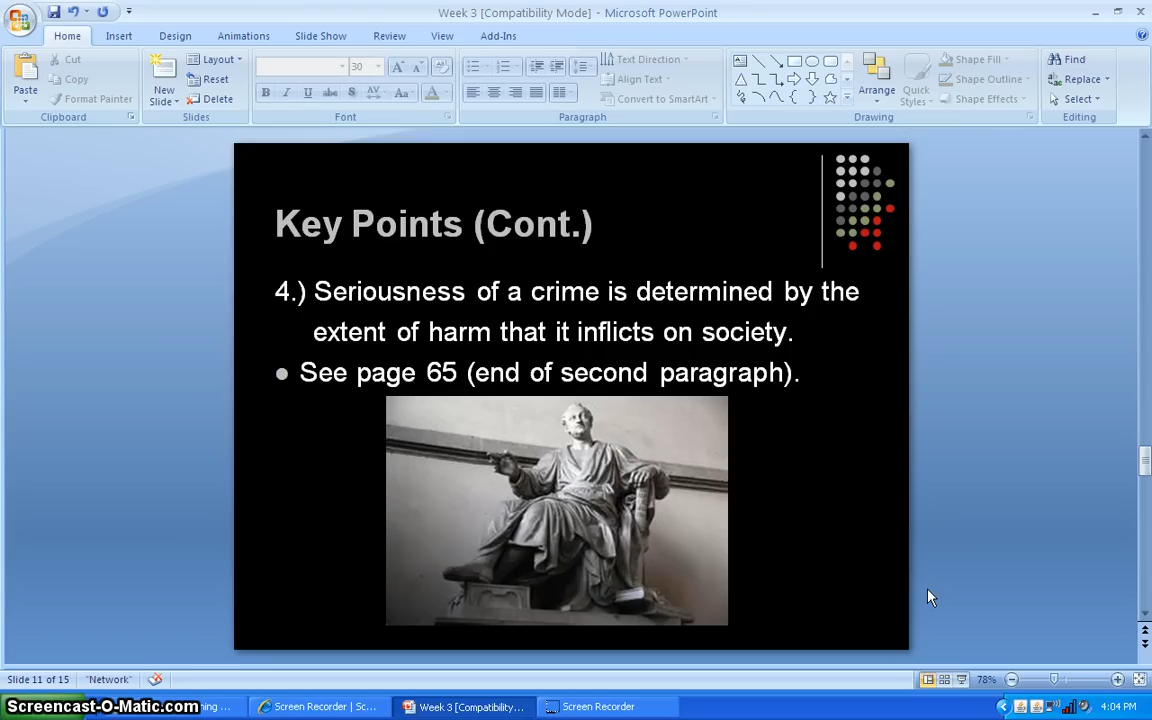 Week 3 [Compatibility Mode] - Microsoft PowerPoint
Home Insert Design Animations Slide Show Review View Add-Ins
Paste
Cut
Copy
Format Painter
Clipboard
New Slide
Layout
Reset
Delete
Slides
30
B I U abc S AV Aa A
Font
Text Direction
Align Text
Convert to SmartArt
Paragraph
Arrange
Quick Styles
Shape Fill
Shape Outline
Shape Effects
Drawing
Find
Replace
Select
Editing
Key Points (Cont.)
4.) Seriousness of a crime is determined by the
extent of harm that it inflicts on society.
See page 65 (end of second paragraph).
Slide 11 of 15 "Network" 78%
Screencast-O-Matic.com ning ... Screen Recorder | Sc... Week 3 [Compatibility... Screen Recorder 4:04 PM